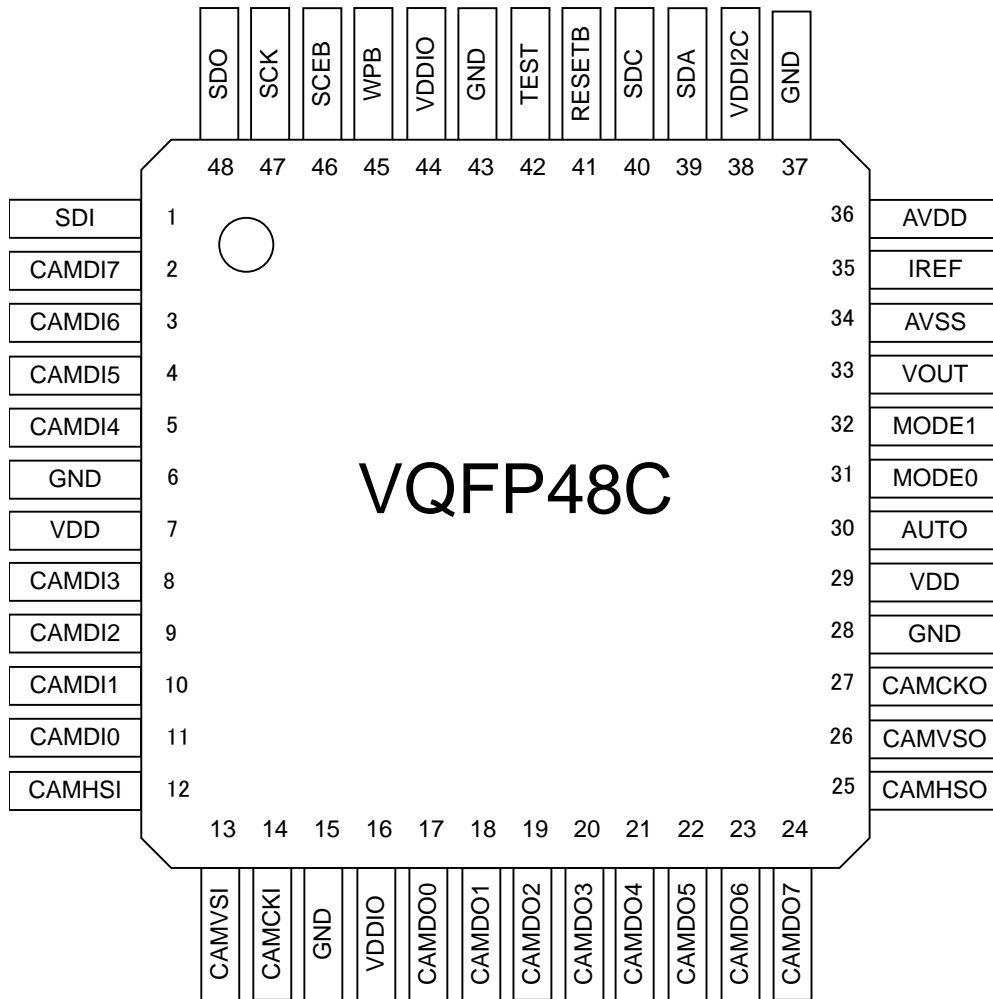 SDO SCK SCEB WPB VDDIO GND TEST RESETB SDC SDA VDDI2C GND
48 47 46 45 44 43 42 41 40 39 38 37
SDI 1 36 AVDD
CAMDI7 2 35 IREF
CAMDI6 3 34 AVSS
CAMDI5 4 33 VOUT
CAMDI4 5 32 MODE1
GND 6 31 MODE0
VQFP48C
VDD 7 30 AUTO
CAMDI3 8 29 VDD
CAMDI2 9 28 GND
CAMDI1 10 27 CAMCKO
CAMDI0 11 26 CAMVSO
CAMHSI 12 25 CAMHSO
13 14 15 16 17 18 19 20 21 22 23 24
CAMVSI CAMCKI GND VDDIO CAMDO0 CAMDO1 CAMDO2 CAMDO3 CAMDO4 CAMDO5 CAMDO6 CAMDO7